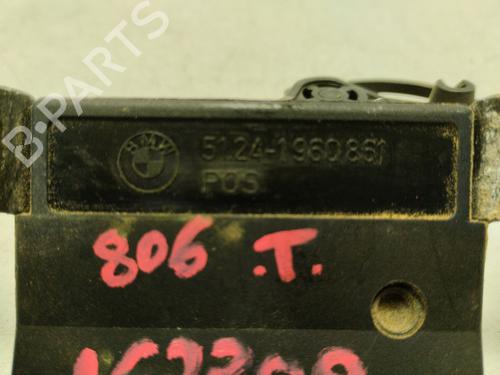 B-PARTS
BMW
5124-1960861
POS
806 .T.